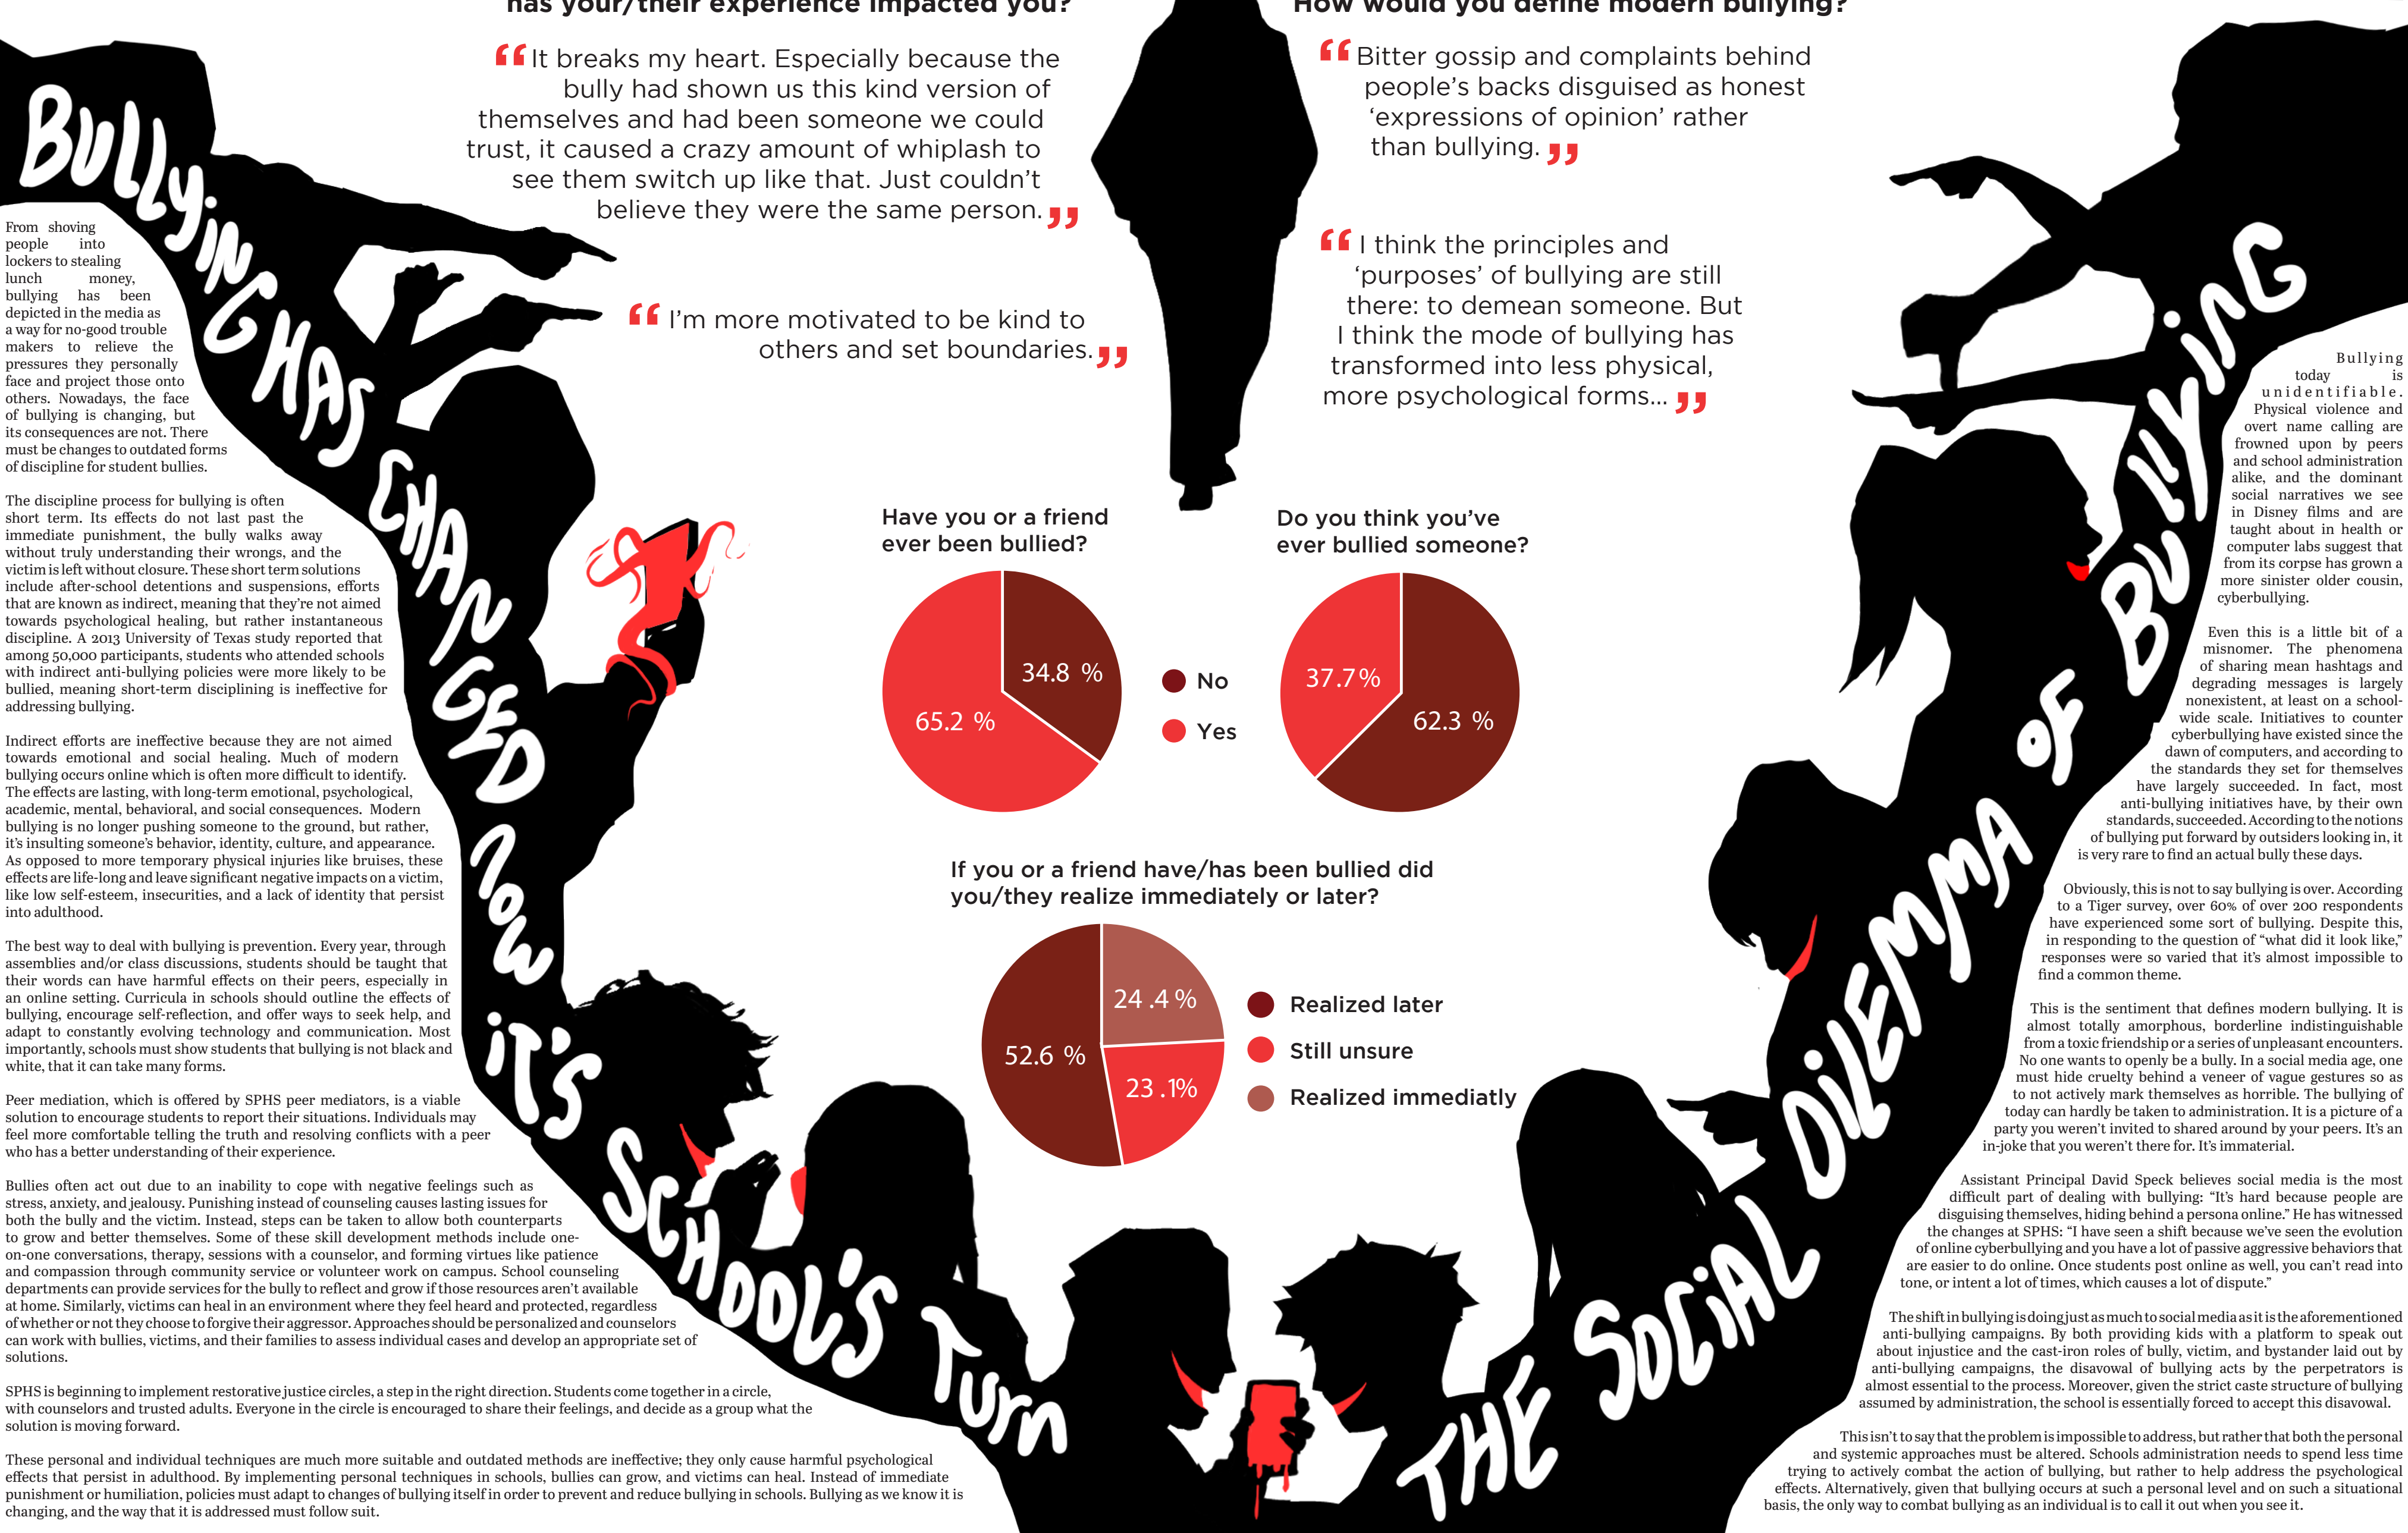 has your/their experience impacted you?
“It breaks my heart. Especially because the
bully had shown us this kind version of
themselves and had been someone we could
trust, it caused a crazy amount of whiplash to
see them switch up like that. Just couldn’t
believe they were the same person.”
“I’m more motivated to be kind to
others and set boundaries.”
How would you define modern bullying?
“Bitter gossip and complaints behind
people’s backs disguised as honest
‘expressions of opinion’ rather
than bullying.”
“I think the principles and
‘purposes’ of bullying are still
there: to demean someone. But
I think the mode of bullying has
transformed into less physical,
more psychological forms...”
Have you or a friend
ever been bullied?
34.8 %
65.2 %
No
Yes
Do you think you’ve
ever bullied someone?
37.7%
62.3 %
If you or a friend have/has been bullied did
you/they realize immediately or later?
24 .4 %
52.6 %
23 .1%
Realized later
Still unsure
Realized immediatly
BULLYiNG HAS CHANGED NOW iT'S SCHOOL'S TURN
From shoving
people into
lockers to stealing
lunch money,
bullying has been
depicted in the media as
a way for no-good trouble
makers to relieve the
pressures they personally
face and project those onto
others. Nowadays, the face
of bullying is changing, but
its consequences are not. There
must be changes to outdated forms
of discipline for student bullies.
The discipline process for bullying is often
short term. Its effects do not last past the
immediate punishment, the bully walks away
without truly understanding their wrongs, and the
victim is left without closure. These short term solutions
include after-school detentions and suspensions, efforts
that are known as indirect, meaning that they’re not aimed
towards psychological healing, but rather instantaneous
discipline. A 2013 University of Texas study reported that
among 50,000 participants, students who attended schools
with indirect anti-bullying policies were more likely to be
bullied, meaning short-term disciplining is ineffective for
addressing bullying.
Indirect efforts are ineffective because they are not aimed
towards emotional and social healing. Much of modern
bullying occurs online which is often more difficult to identify.
The effects are lasting, with long-term emotional, psychological,
academic, mental, behavioral, and social consequences. Modern
bullying is no longer pushing someone to the ground, but rather,
it’s insulting someone’s behavior, identity, culture, and appearance.
As opposed to more temporary physical injuries like bruises, these
effects are life-long and leave significant negative impacts on a victim,
like low self-esteem, insecurities, and a lack of identity that persist
into adulthood.
The best way to deal with bullying is prevention. Every year, through
assemblies and/or class discussions, students should be taught that
their words can have harmful effects on their peers, especially in
an online setting. Curricula in schools should outline the effects of
bullying, encourage self-reflection, and offer ways to seek help, and
adapt to constantly evolving technology and communication. Most
importantly, schools must show students that bullying is not black and
white, that it can take many forms.
Peer mediation, which is offered by SPHS peer mediators, is a viable
solution to encourage students to report their situations. Individuals may
feel more comfortable telling the truth and resolving conflicts with a peer
who has a better understanding of their experience.
Bullies often act out due to an inability to cope with negative feelings such as
stress, anxiety, and jealousy. Punishing instead of counseling causes lasting issues for
both the bully and the victim. Instead, steps can be taken to allow both counterparts
to grow and better themselves. Some of these skill development methods include one-
on-one conversations, therapy, sessions with a counselor, and forming virtues like patience
and compassion through community service or volunteer work on campus. School counseling
departments can provide services for the bully to reflect and grow if those resources aren’t available
at home. Similarly, victims can heal in an environment where they feel heard and protected, regardless
of whether or not they choose to forgive their aggressor. Approaches should be personalized and counselors
can work with bullies, victims, and their families to assess individual cases and develop an appropriate set of
solutions.
SPHS is beginning to implement restorative justice circles, a step in the right direction. Students come together in a circle,
with counselors and trusted adults. Everyone in the circle is encouraged to share their feelings, and decide as a group what the
solution is moving forward.
These personal and individual techniques are much more suitable and outdated methods are ineffective; they only cause harmful psychological
effects that persist in adulthood. By implementing personal techniques in schools, bullies can grow, and victims can heal. Instead of immediate
punishment or humiliation, policies must adapt to changes of bullying itself in order to prevent and reduce bullying in schools. Bullying as we know it is
changing, and the way that it is addressed must follow suit.
THE SOCiAL DiLEMMA OF BULLYiNG
Bullying
today is
unidentifiable.
Physical violence and
overt name calling are
frowned upon by peers
and school administration
alike, and the dominant
social narratives we see
in Disney films and are
taught about in health or
computer labs suggest that
from its corpse has grown a
more sinister older cousin,
cyberbullying.
Even this is a little bit of a
misnomer. The phenomena
of sharing mean hashtags and
degrading messages is largely
nonexistent, at least on a school-
wide scale. Initiatives to counter
cyberbullying have existed since the
dawn of computers, and according to
the standards they set for themselves
have largely succeeded. In fact, most
anti-bullying initiatives have, by their own
standards, succeeded. According to the notions
of bullying put forward by outsiders looking in, it
is very rare to find an actual bully these days.
Obviously, this is not to say bullying is over. According
to a Tiger survey, over 60% of over 200 respondents
have experienced some sort of bullying. Despite this,
in responding to the question of “what did it look like,”
responses were so varied that it’s almost impossible to
find a common theme.
This is the sentiment that defines modern bullying. It is
almost totally amorphous, borderline indistinguishable
from a toxic friendship or a series of unpleasant encounters.
No one wants to openly be a bully. In a social media age, one
must hide cruelty behind a veneer of vague gestures so as
to not actively mark themselves as horrible. The bullying of
today can hardly be taken to administration. It is a picture of a
party you weren’t invited to shared around by your peers. It’s an
in-joke that you weren’t there for. It’s immaterial.
Assistant Principal David Speck believes social media is the most
difficult part of dealing with bullying: “It’s hard because people are
disguising themselves, hiding behind a persona online.” He has witnessed
the changes at SPHS: “I have seen a shift because we’ve seen the evolution
of online cyberbullying and you have a lot of passive aggressive behaviors that
are easier to do online. Once students post online as well, you can’t read into
tone, or intent a lot of times, which causes a lot of dispute.”
The shift in bullying is doing just as much to social media as it is the aforementioned
anti-bullying campaigns. By both providing kids with a platform to speak out
about injustice and the cast-iron roles of bully, victim, and bystander laid out by
anti-bullying campaigns, the disavowal of bullying acts by the perpetrators is
almost essential to the process. Moreover, given the strict caste structure of bullying
assumed by administration, the school is essentially forced to accept this disavowal.
This isn’t to say that the problem is impossible to address, but rather that both the personal
and systemic approaches must be altered. Schools administration needs to spend less time
trying to actively combat the action of bullying, but rather to help address the psychological
effects. Alternatively, given that bullying occurs at such a personal level and on such a situational
basis, the only way to combat bullying as an individual is to call it out when you see it.